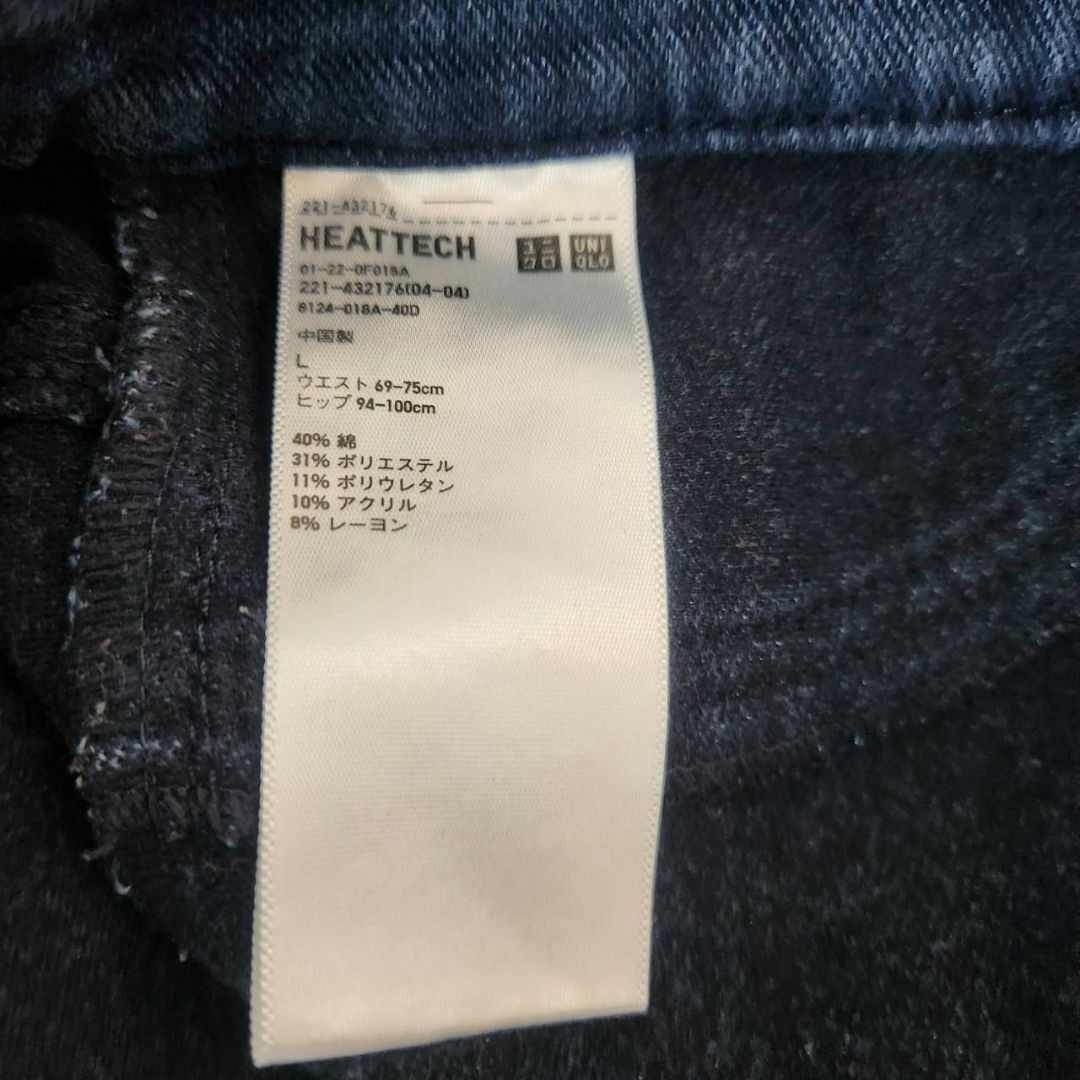 221-432176
HEATTECH
ユニクロ
UNIQLO
01-22-0F018A
221-432176(04-04)
8124-018A-40D
中国製
L
ウエスト 69-75cm
ヒップ 94-100cm
40% 綿
31% ポリエステル
11% ポリウレタン
10% アクリル
8% レーヨン